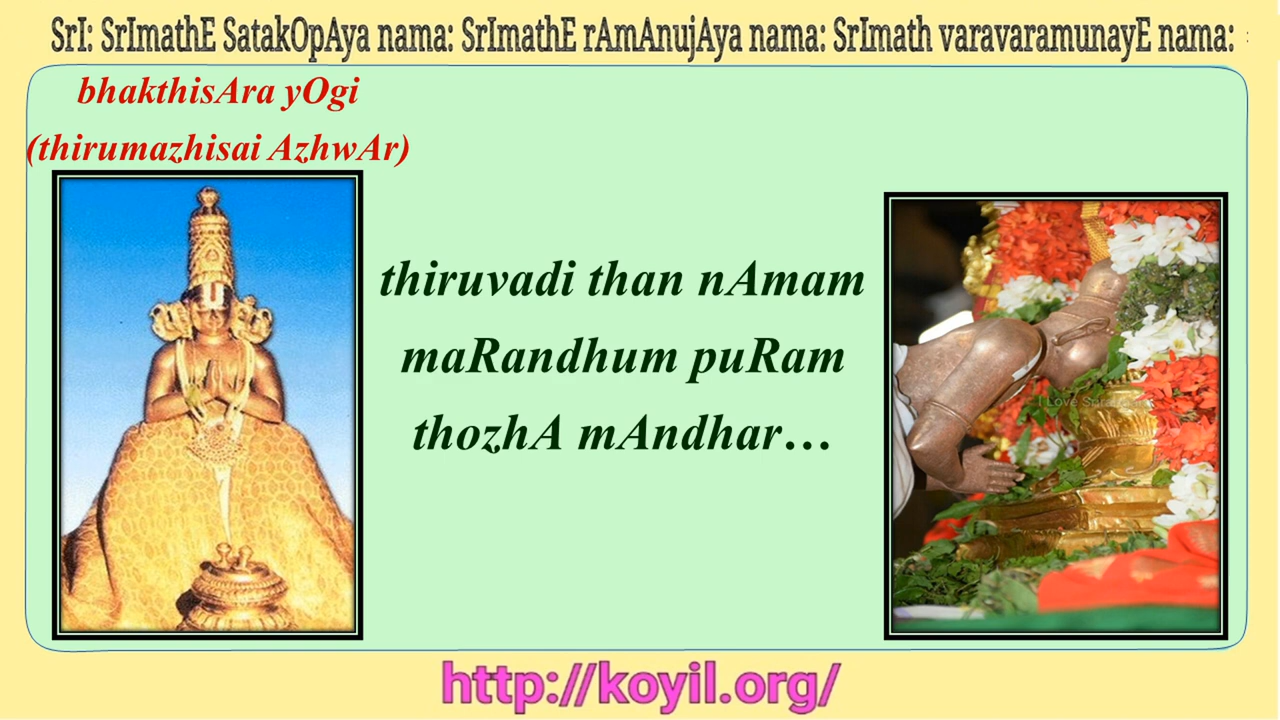 SrI: SrImathE SatakOpAya nama: SrImathE rAmAnujAya nama: SrImath varavaramunayE nama: :
bhakthisAra yOgi
(thirumazhisai AzhwAr)
thiruvadi than nAmam
maRandhum puRam
thozhA mAndhar…
I Love
http://koyil.org/